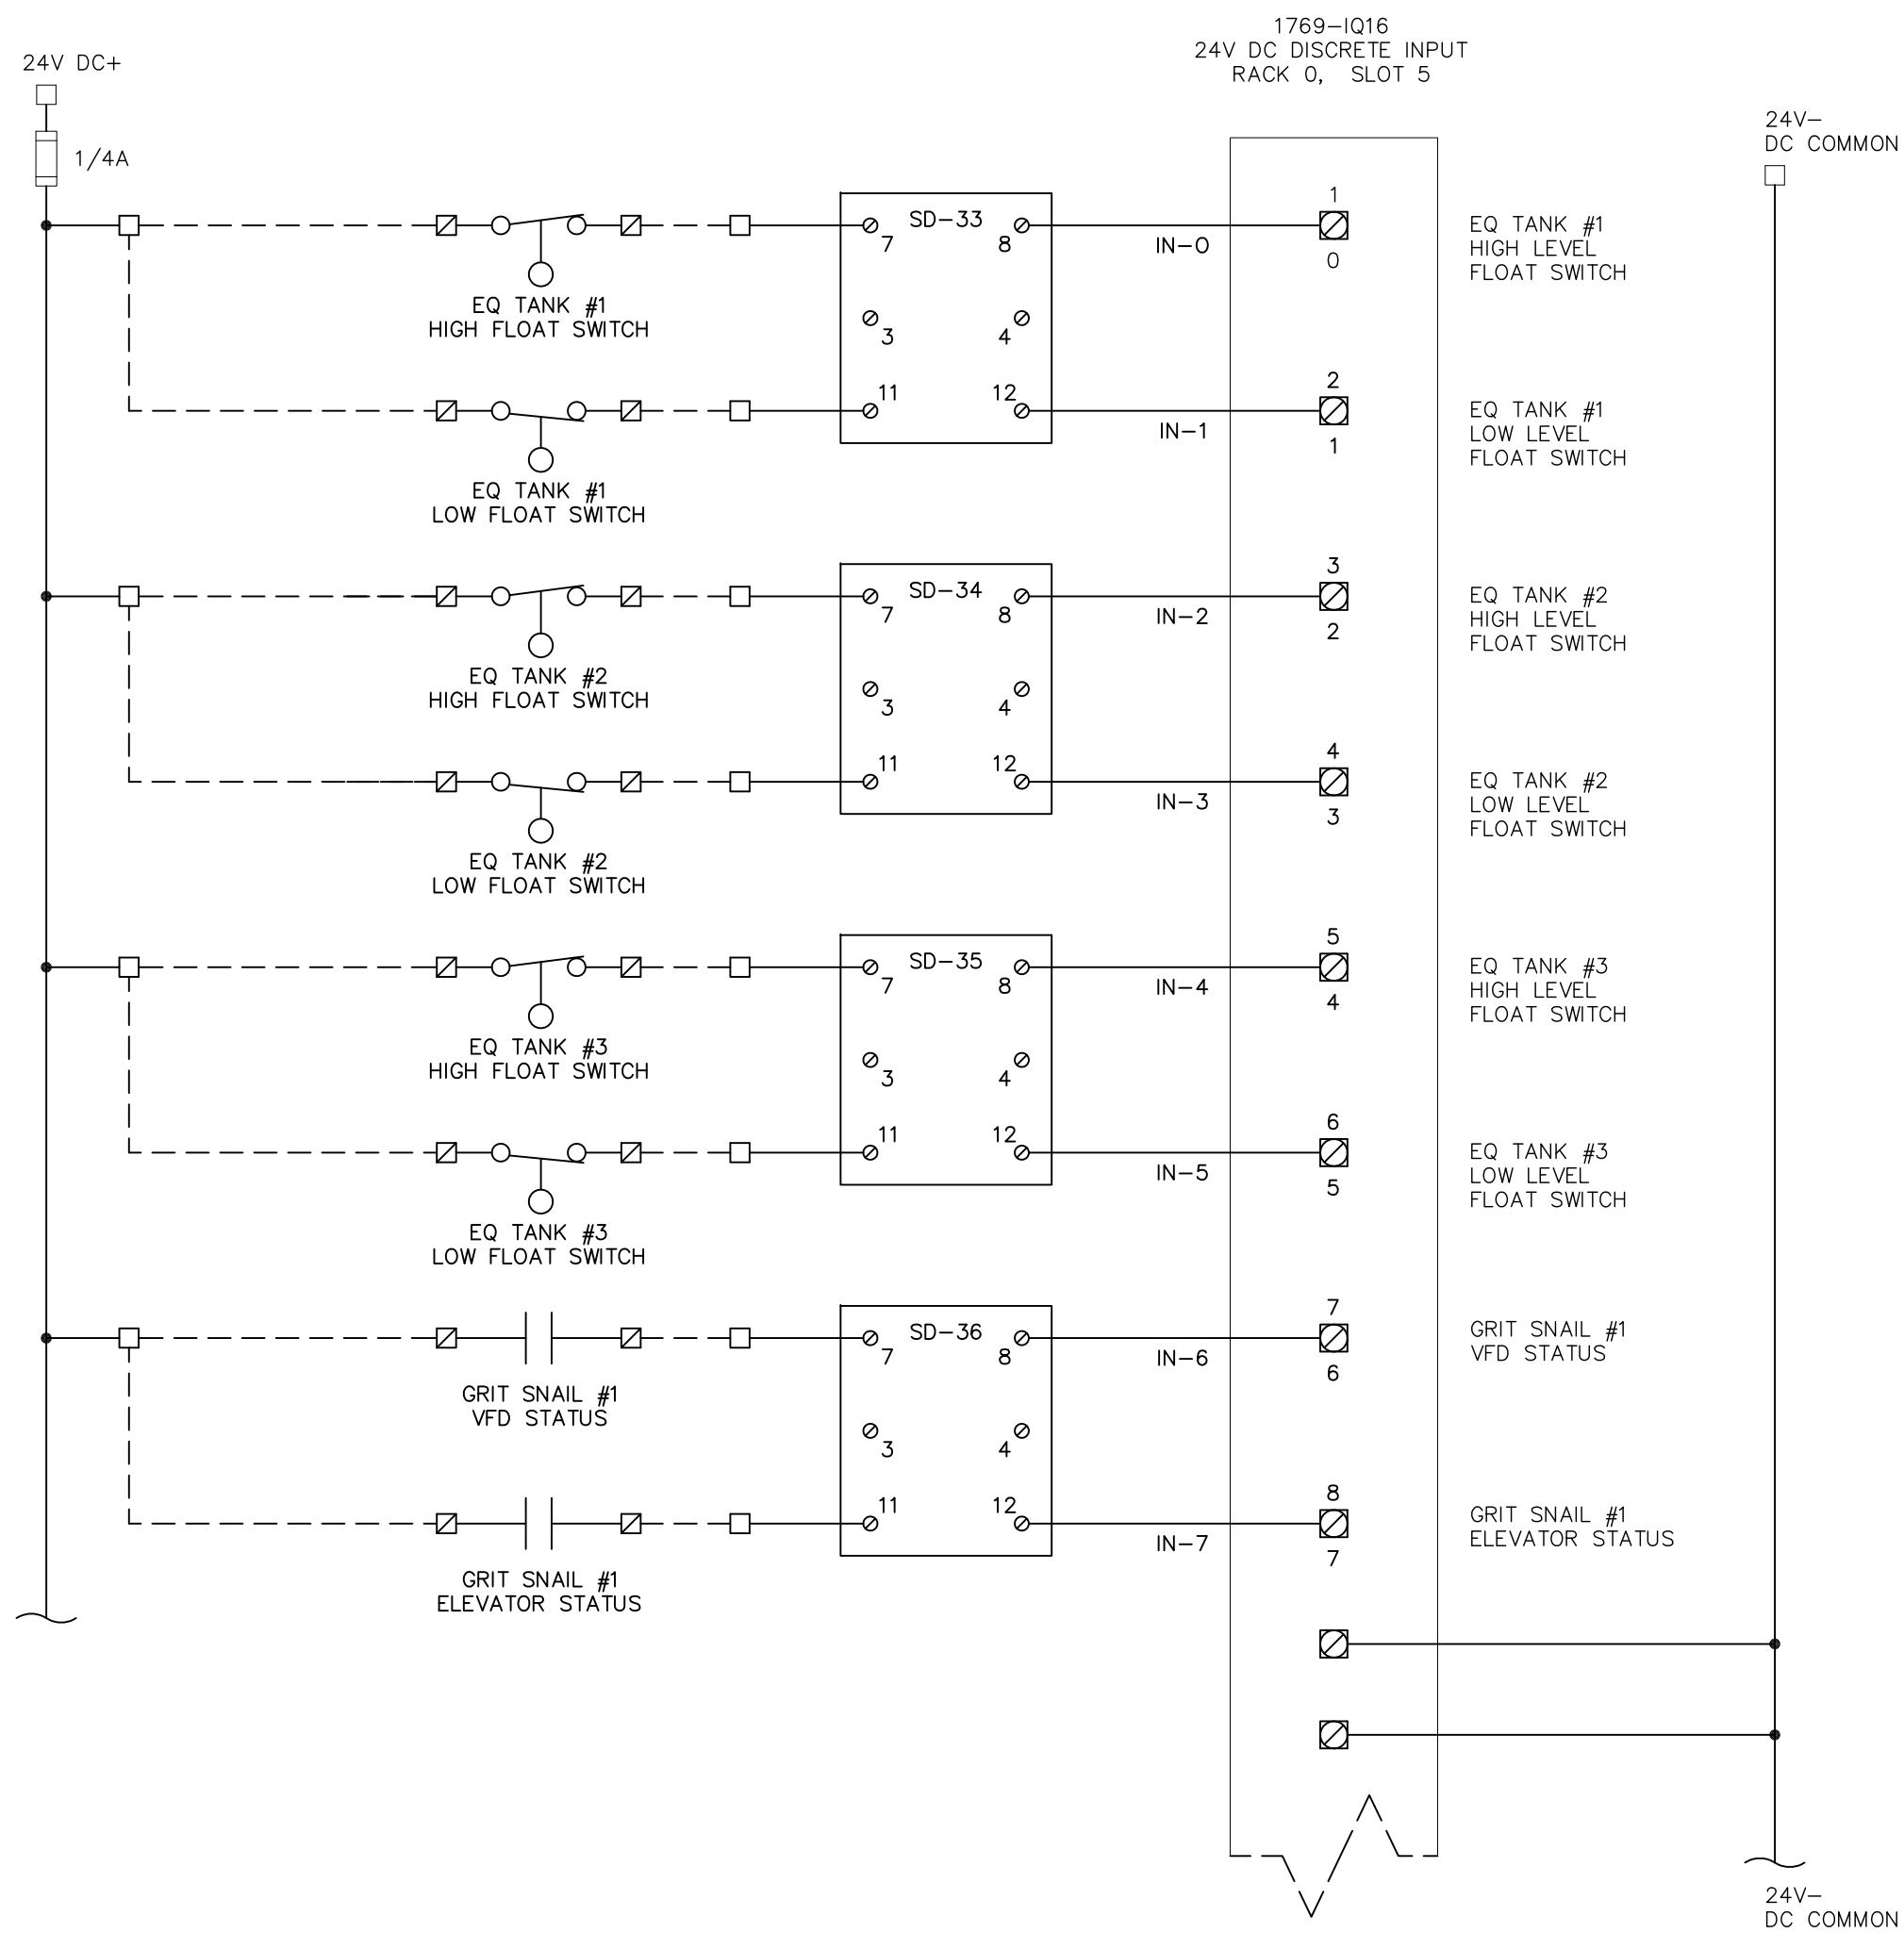 1769-IQ16
24V DC DISCRETE INPUT
RACK 0, SLOT 5
24V DC+
1/4A
24V-
DC COMMON
EQ TANK #1
HIGH FLOAT SWITCH
SD-33
7
8
3
4
11
12
IN-0
1
0
EQ TANK #1
HIGH LEVEL
FLOAT SWITCH
EQ TANK #1
LOW FLOAT SWITCH
IN-1
2
1
EQ TANK #1
LOW LEVEL
FLOAT SWITCH
EQ TANK #2
HIGH FLOAT SWITCH
SD-34
7
8
3
4
11
12
IN-2
3
2
EQ TANK #2
HIGH LEVEL
FLOAT SWITCH
EQ TANK #2
LOW FLOAT SWITCH
IN-3
4
3
EQ TANK #2
LOW LEVEL
FLOAT SWITCH
EQ TANK #3
HIGH FLOAT SWITCH
SD-35
7
8
3
4
11
12
IN-4
5
4
EQ TANK #3
HIGH LEVEL
FLOAT SWITCH
EQ TANK #3
LOW FLOAT SWITCH
IN-5
6
5
EQ TANK #3
LOW LEVEL
FLOAT SWITCH
GRIT SNAIL #1
VFD STATUS
SD-36
7
8
3
4
11
12
IN-6
7
6
GRIT SNAIL #1
VFD STATUS
GRIT SNAIL #1
ELEVATOR STATUS
IN-7
8
7
GRIT SNAIL #1
ELEVATOR STATUS
24V-
DC COMMON